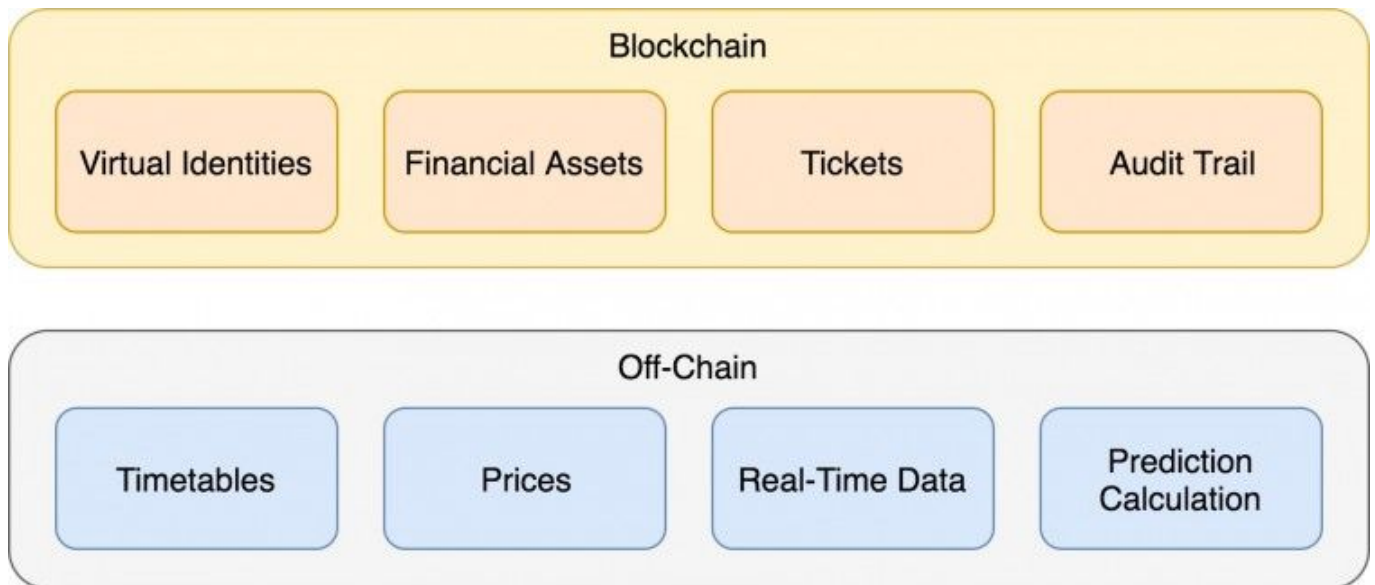 Blockchain
Virtual Identities
Financial Assets
Tickets
Audit Trail
Off-Chain
Timetables
Prices
Real-Time Data
Prediction
Calculation